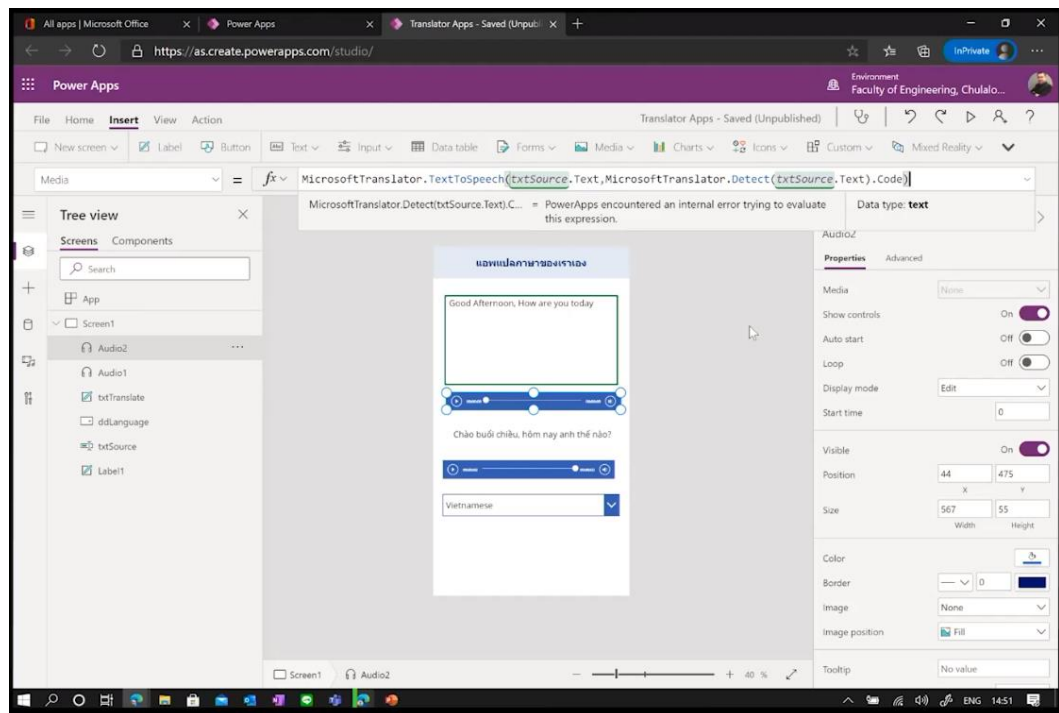 All apps | Microsoft Office
Power Apps
Translator Apps - Saved (Unpubl
https://as.create.powerapps.com/studio/
InPrivate
Power Apps
Environment
Faculty of Engineering, Chulalo...
File Home Insert View Action
Translator Apps - Saved (Unpublished)
New screen Label Button Text Input Data table Forms Media Charts Icons Custom Mixed Reality
Media = fx MicrosoftTranslator.TextToSpeech(txtSource.Text,MicrosoftTranslator.Detect(txtSource.Text).Code)
MicrosoftTranslator.Detect(txtSource.Text).C... = PowerApps encountered an internal error trying to evaluate
this expression.
Data type: text
Tree view
Screens Components
Search
App
Screen1
Audio2
Audio1
txtTranslate
ddLanguage
txtSource
Label1
แอพแปลภาษาของเราเอง
Good Afternoon, How are you today
Chào buổi chiều, hôm nay anh thế nào?
Vietnamese
Audio2
Properties Advanced
Media None
Show controls On
Auto start Off
Loop Off
Display mode Edit
Start time 0
Visible On
Position 44 475
X Y
Size 567 55
Width Height
Color
Border 0
Image None
Image position Fill
Tooltip No value
Screen1 Audio2
40 %
ENG 14:51